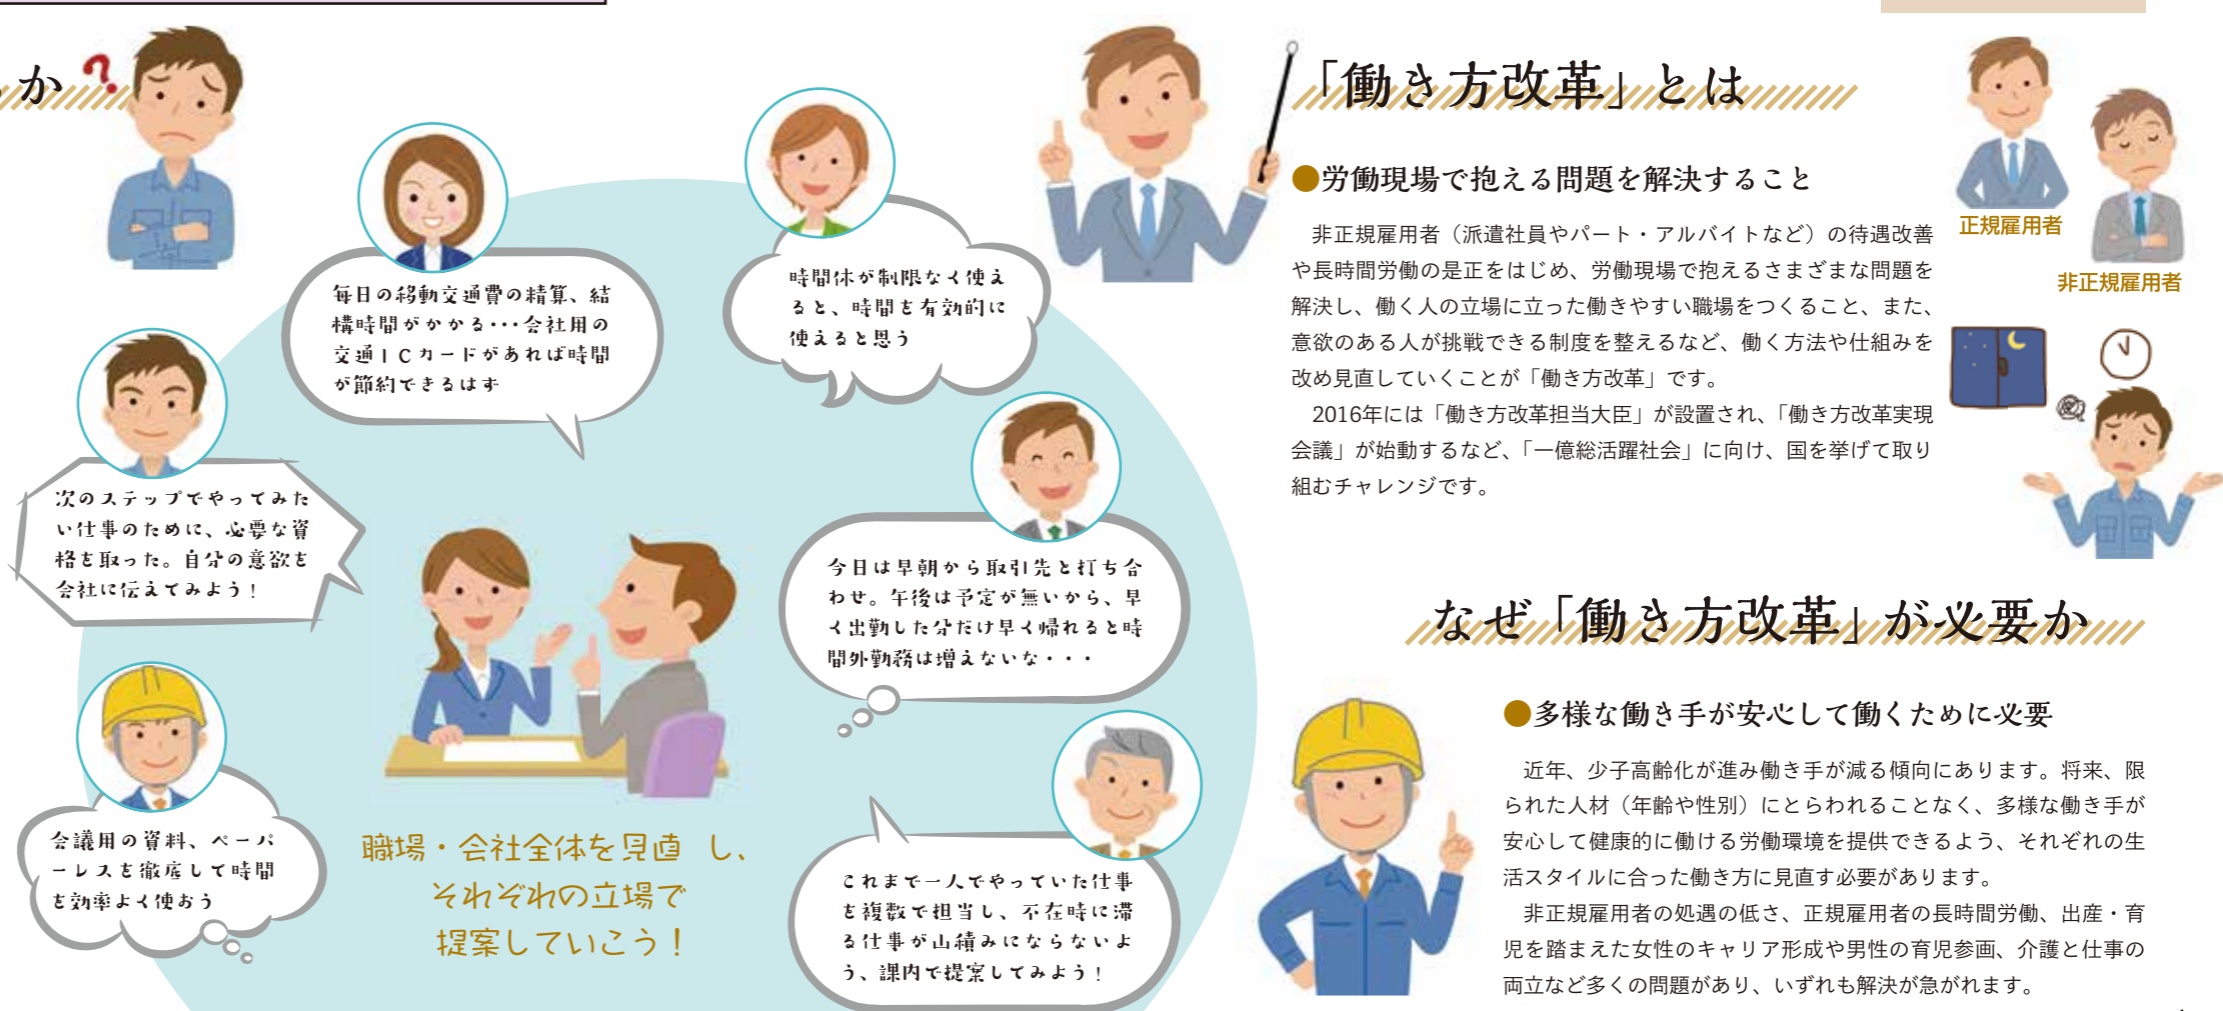 か
「働き方改革」とは
●労働現場で抱える問題を解決すること
非正規雇用者（派遣社員やパート・アルバイトなど）の待遇改善
や長時間労働の是正をはじめ、労働現場で抱えるさまざまな問題を
解決し、働く人の立場に立った働きやすい職場をつくること、また、
意欲のある人が挑戦できる制度を整えるなど、働く方法や仕組みを
改め見直していくことが「働き方改革」です。
2016年には「働き方改革担当大臣」が設置され、「働き方改革実現
会議」が始動するなど、「一億総活躍社会」に向け、国を挙げて取り
組むチャレンジです。
正規雇用者
非正規雇用者
なぜ「働き方改革」が必要か
●多様な働き手が安心して働くために必要
近年、少子高齢化が進み働き手が減る傾向にあります。将来、限
られた人材（年齢や性別）にとらわれることなく、多様な働き手が
安心して健康的に働ける労働環境を提供できるよう、それぞれの生
活スタイルに合った働き方に見直す必要があります。
非正規雇用者の処遇の低さ、正規雇用者の長時間労働、出産・育
児を踏まえた女性のキャリア形成や男性の育児参画、介護と仕事の
両立など多くの問題があり、いずれも解決が急がれます。
時間休が制限なく使え
ると、時間を有効的に
使えると思う
毎日の移動交通費の精算、結
構時間がかかる・・・会社用の
交通ICカードがあれば時間
が節約できるはず
次のステップでやってみた
い仕事のために、必要な資
格を取った。自分の意欲を
会社に伝えてみよう！
今日は早朝から取引先と打ち合
わせ。午後は予定が無いから、早
く出勤した分だけ早く帰れると時
間外勤務は増えないな・・・
会議用の資料、ペーパ
ーレスを徹底して時間
を効率よく使おう
これまで一人でやっていた仕事
を複数で担当し、不在時に滞
る仕事が山積みにならないよ
う、課内で提案してみよう！
職場・会社全体を見直 し、
それぞれの立場で
提案していこう！